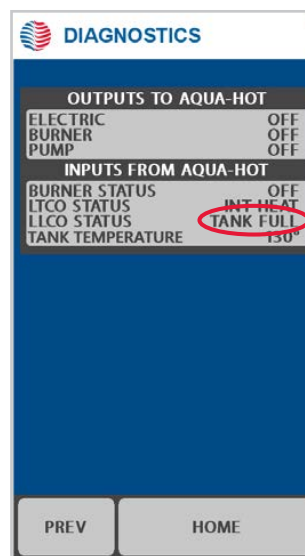 DIAGNOSTICS
OUTPUTS TO AQUA-HOT
ELECTRIC OFF
BURNER OFF
PUMP OFF
INPUTS FROM AQUA-HOT
BURNER STATUS OFF
LTCO STATUS INT HEAT
LLCO STATUS TANK FULL
TANK TEMPERATURE 130°
PREV HOME